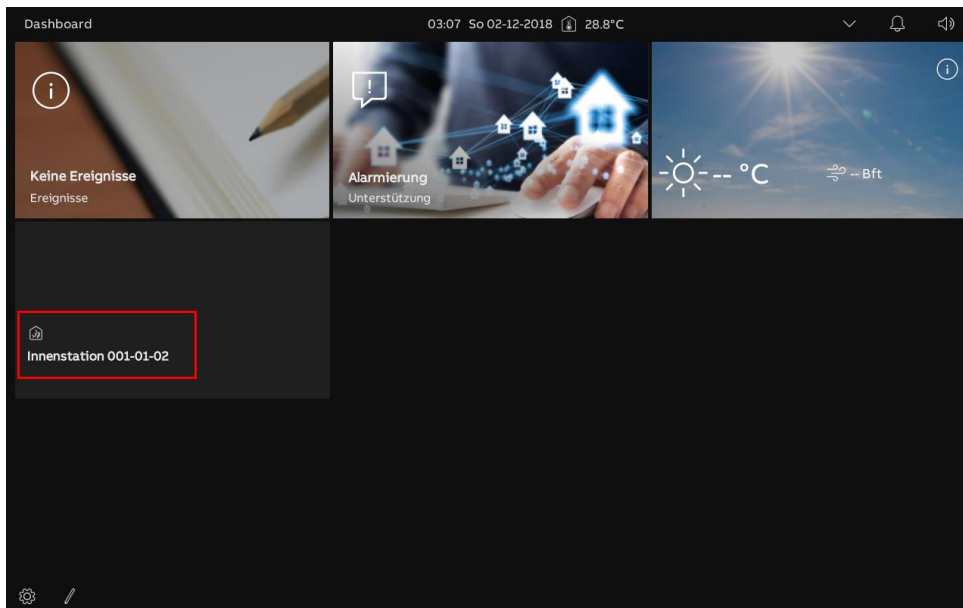 Dashboard
03:07 So 02-12-2018 28.8°C
Keine Ereignisse
Ereignisse
Alarmierung
Unterstützung
-- °C
-- Bft
Innenstation 001-01-02